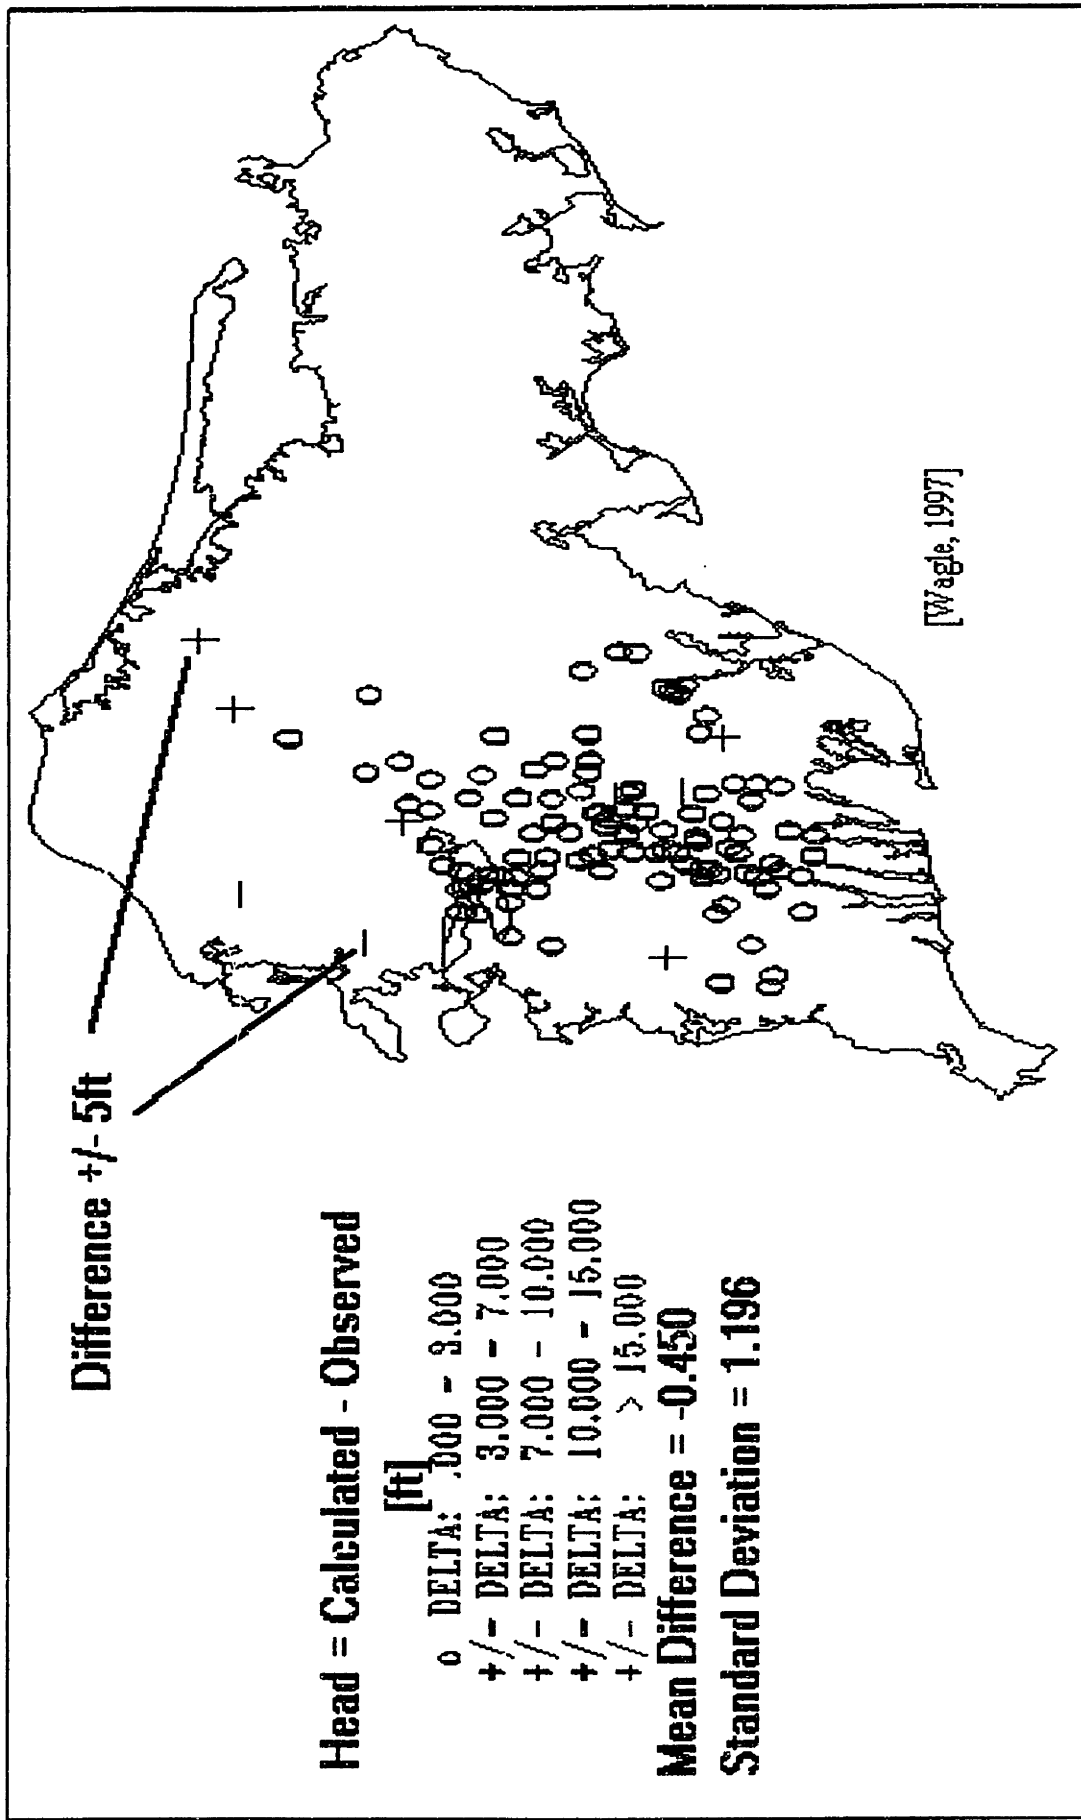 Difference +/- 5ft
Head = Calculated - Observed
[ft]
o DELTA: .000 - 3.000
+/- DELTA: 3.000 - 7.000
+/- DELTA: 7.000 - 10.000
+/- DELTA: 10.000 - 15.000
+/- DELTA: > 15.000
Mean Difference = -0.450
Standard Deviation = 1.196
[Wagle, 1997]